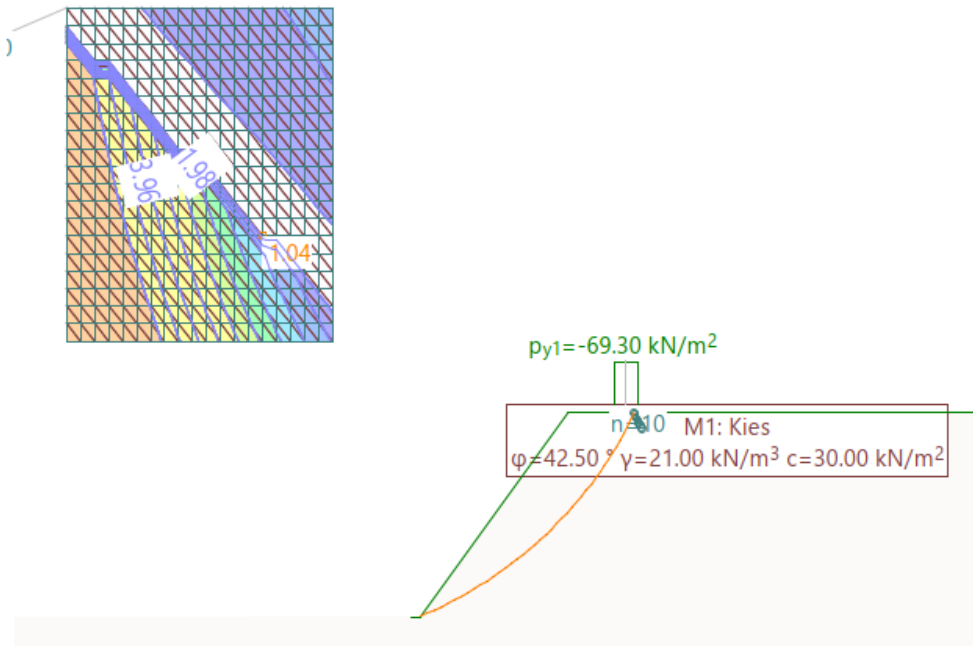 )
3.96
1.98
1.04
py1=-69.30 kN/m²
n=10
M1: Kies
φ=42.50 ° γ=21.00 kN/m³ c=30.00 kN/m²